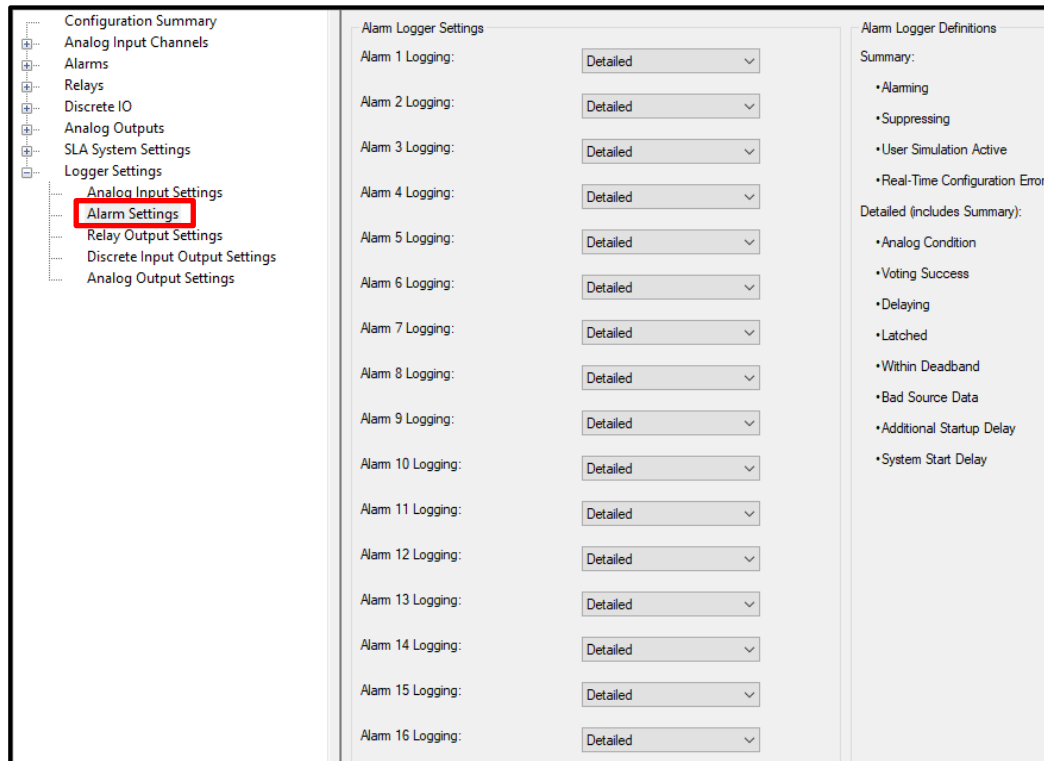 Configuration Summary
Analog Input Channels
Alarms
Relays
Discrete IO
Analog Outputs
SLA System Settings
Logger Settings
Analog Input Settings
Alarm Settings
Relay Output Settings
Discrete Input Output Settings
Analog Output Settings
Alarm Logger Settings
Alarm 1 Logging: Detailed
Alarm 2 Logging: Detailed
Alarm 3 Logging: Detailed
Alarm 4 Logging: Detailed
Alarm 5 Logging: Detailed
Alarm 6 Logging: Detailed
Alarm 7 Logging: Detailed
Alarm 8 Logging: Detailed
Alarm 9 Logging: Detailed
Alarm 10 Logging: Detailed
Alarm 11 Logging: Detailed
Alarm 12 Logging: Detailed
Alarm 13 Logging: Detailed
Alarm 14 Logging: Detailed
Alarm 15 Logging: Detailed
Alarm 16 Logging: Detailed
Alarm Logger Definitions
Summary:
•Alarming
•Suppressing
•User Simulation Active
•Real-Time Configuration Error
Detailed (includes Summary):
•Analog Condition
•Voting Success
•Delaying
•Latched
•Within Deadband
•Bad Source Data
•Additional Startup Delay
•System Start Delay